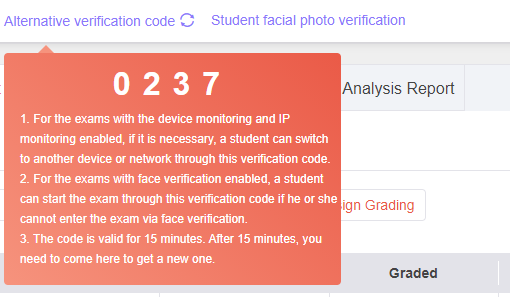 Alternative verification code Student facial photo verification
0237
Analysis Report
1. For the exams with the device monitoring and IP
monitoring enabled, if it is necessary, a student can switch
to another device or network through this verification code.
2. For the exams with face verification enabled, a student
can start the exam through this verification code if he or she
cannot enter the exam via face verification.
ign Grading
3. The code is valid for 15 minutes. After 15 minutes, you
need to come here to get a new one.
Graded